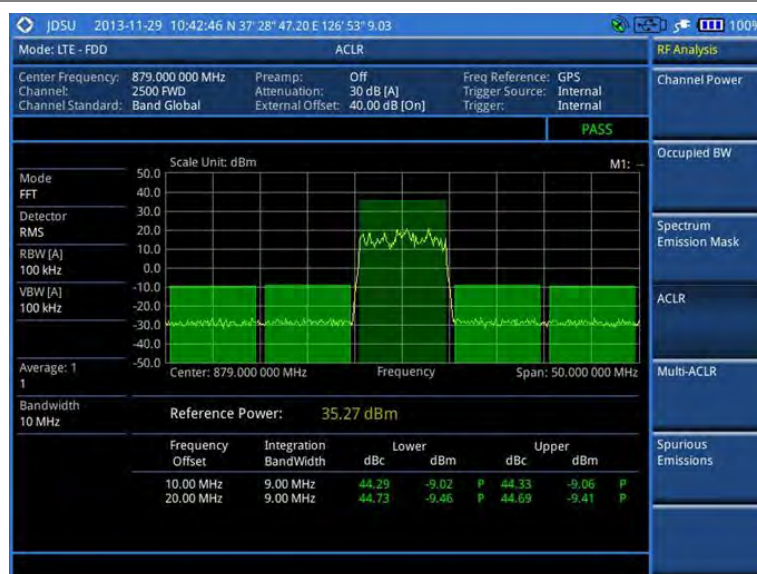 JDSU 2013-11-29 10:42:46 N 37° 28" 47.20 E 126° 53" 9.03 100%
Mode: LTE - FDD ACLR RF Analysis
Center Frequency: 879.000 000 MHz Preamp: Off Freq Reference: GPS
Channel: 2500 FWD Attenuation: 30 dB [A] Trigger Source: Internal
Channel Standard: Band Global External Offset: 40.00 dB [On] Trigger: Internal
PASS
Channel Power
Occupied BW
Spectrum
Emission Mask
ACLR
Multi-ACLR
Spurious
Emissions
Mode
FFT
Detector
RMS
RBW [A]
100 kHz
VBW [A]
100 kHz
Average: 1
1
Bandwidth
10 MHz
Scale Unit: dBm M1: --
50.0
40.0
30.0
20.0
10.0
0.0
-10.0
-20.0
-30.0
-40.0
-50.0
Center: 879.000 000 MHz Frequency Span: 50.000 000 MHz
Reference Power: 35.27 dBm
Frequency Integration Lower Upper
Offset BandWidth dBc dBm dBc dBm
10.00 MHz 9.00 MHz 44.29 -9.02 P 44.33 -9.06 P
20.00 MHz 9.00 MHz 44.73 -9.46 P 44.69 -9.41 P